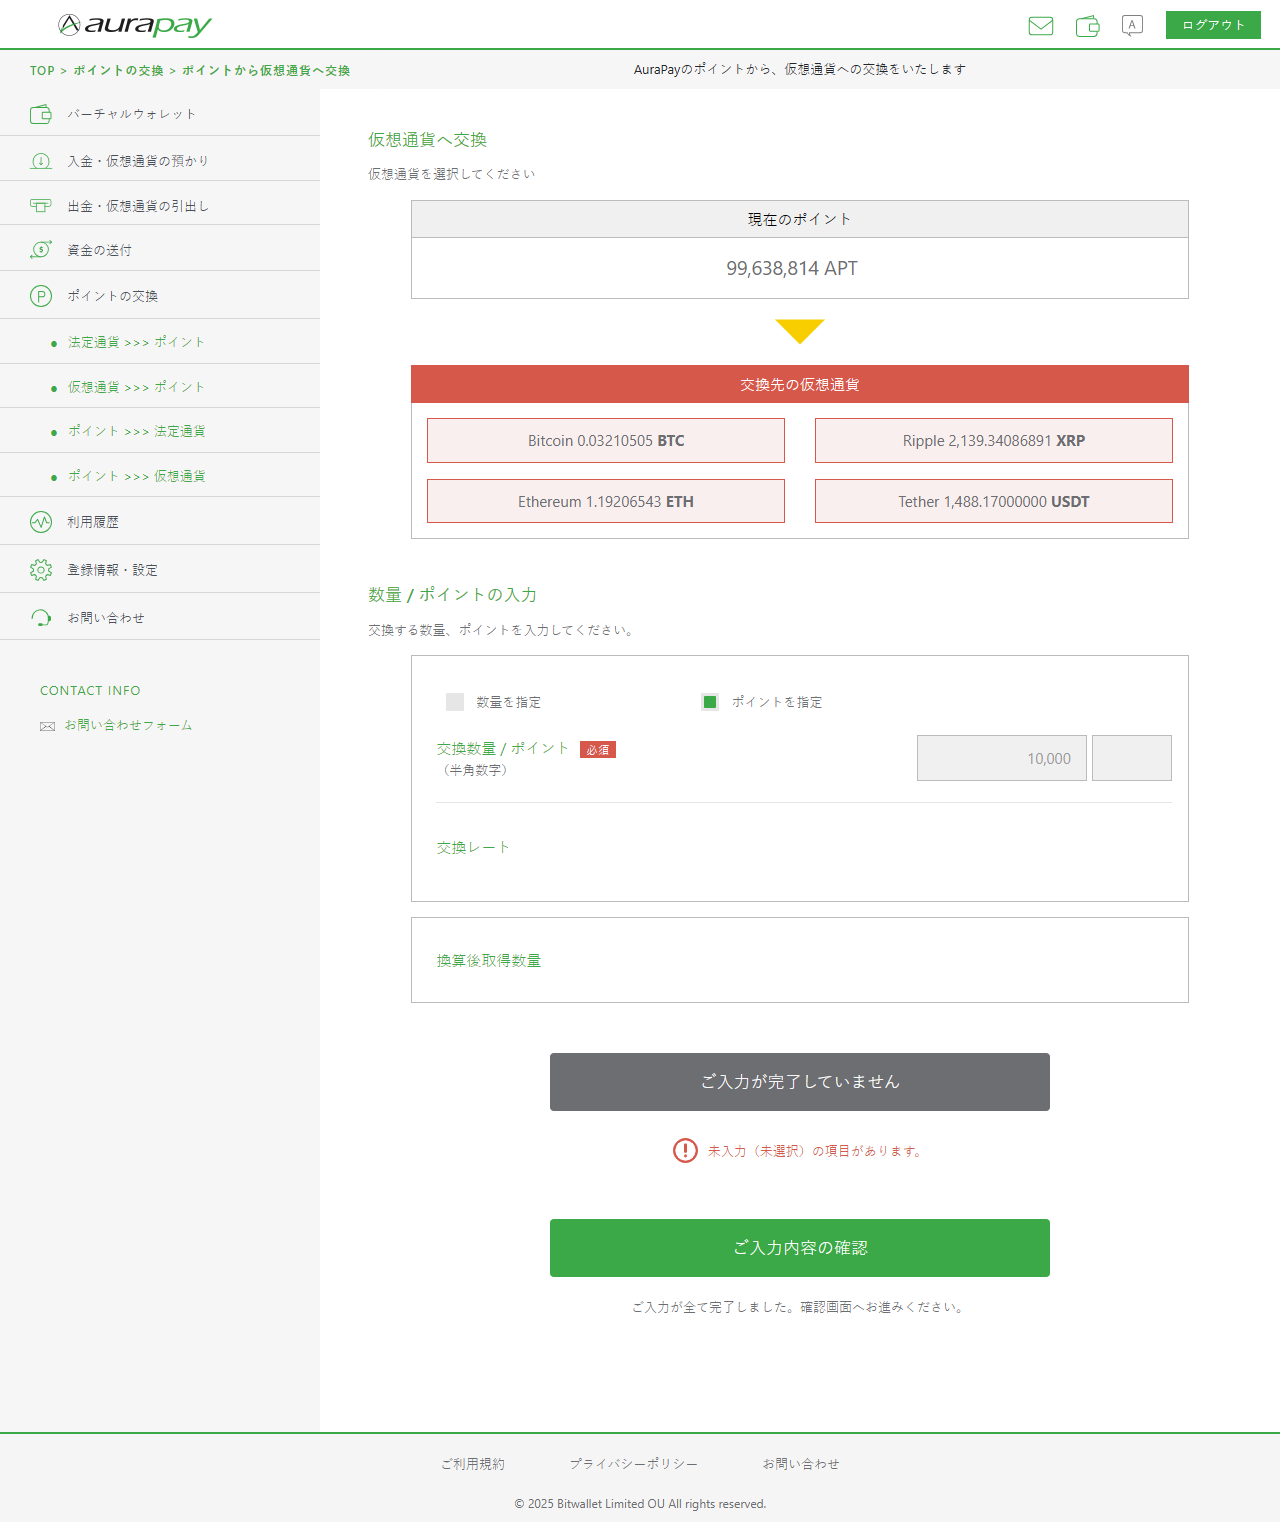 aurapay
A
ログアウト
TOP > ポイントの交換 > ポイントから仮想通貨へ交換
AuraPayのポイントから、仮想通貨への交換をいたします
バーチャルウォレット
入金・仮想通貨の預かり
出金・仮想通貨の引出し
資金の送付
ポイントの交換
法定通貨 >>> ポイント
仮想通貨 >>> ポイント
ポイント >>> 法定通貨
ポイント >>> 仮想通貨
利用履歴
登録情報・設定
お問い合わせ
CONTACT INFO
お問い合わせフォーム
仮想通貨へ交換
仮想通貨を選択してください
現在のポイント
99,638,814 APT
交換先の仮想通貨
Bitcoin 0.03210505 BTC
Ripple 2,139.34086891 XRP
Ethereum 1.19206543 ETH
Tether 1,488.17000000 USDT
数量 / ポイントの入力
交換する数量、ポイントを入力してください。
数量を指定
ポイントを指定
交換数量 / ポイント 必須
（半角数字）
10,000
交換レート
換算後取得数量
ご入力が完了していません
未入力（未選択）の項目があります。
ご入力内容の確認
ご入力が全て完了しました。確認画面へお進みください。
ご利用規約
プライバシーポリシー
お問い合わせ
© 2025 Bitwallet Limited OU All rights reserved.